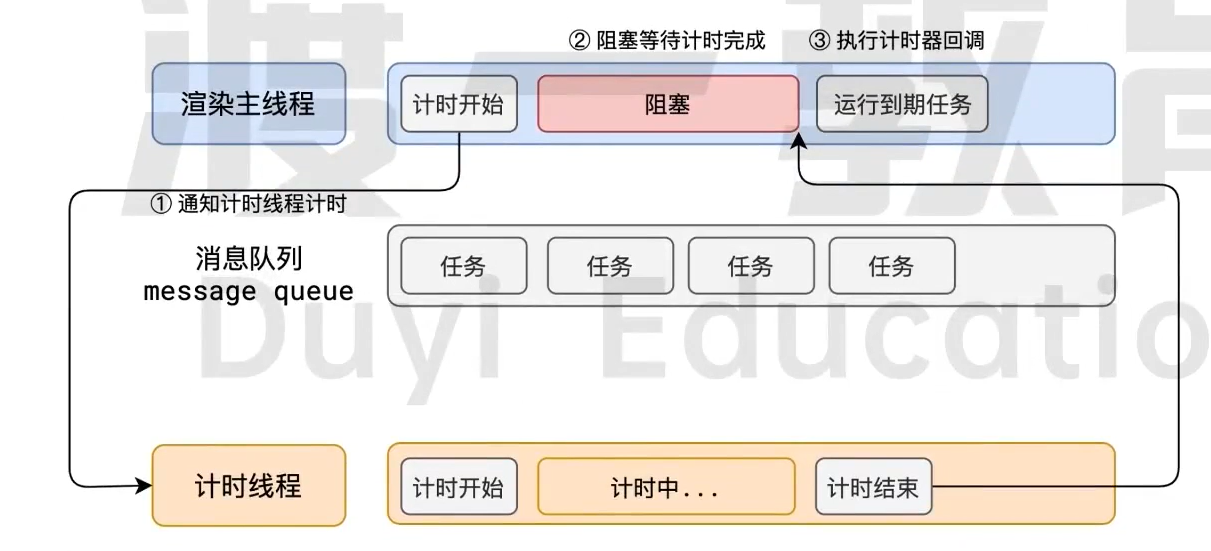 ② 阻塞等待计时完成
③ 执行计时器回调
渲染主线程
计时开始
阻塞
运行到期任务
① 通知计时线程计时
消息队列
message queue
任务
任务
任务
任务
Duyi Educatio
计时线程
计时开始
计时中...
计时结束